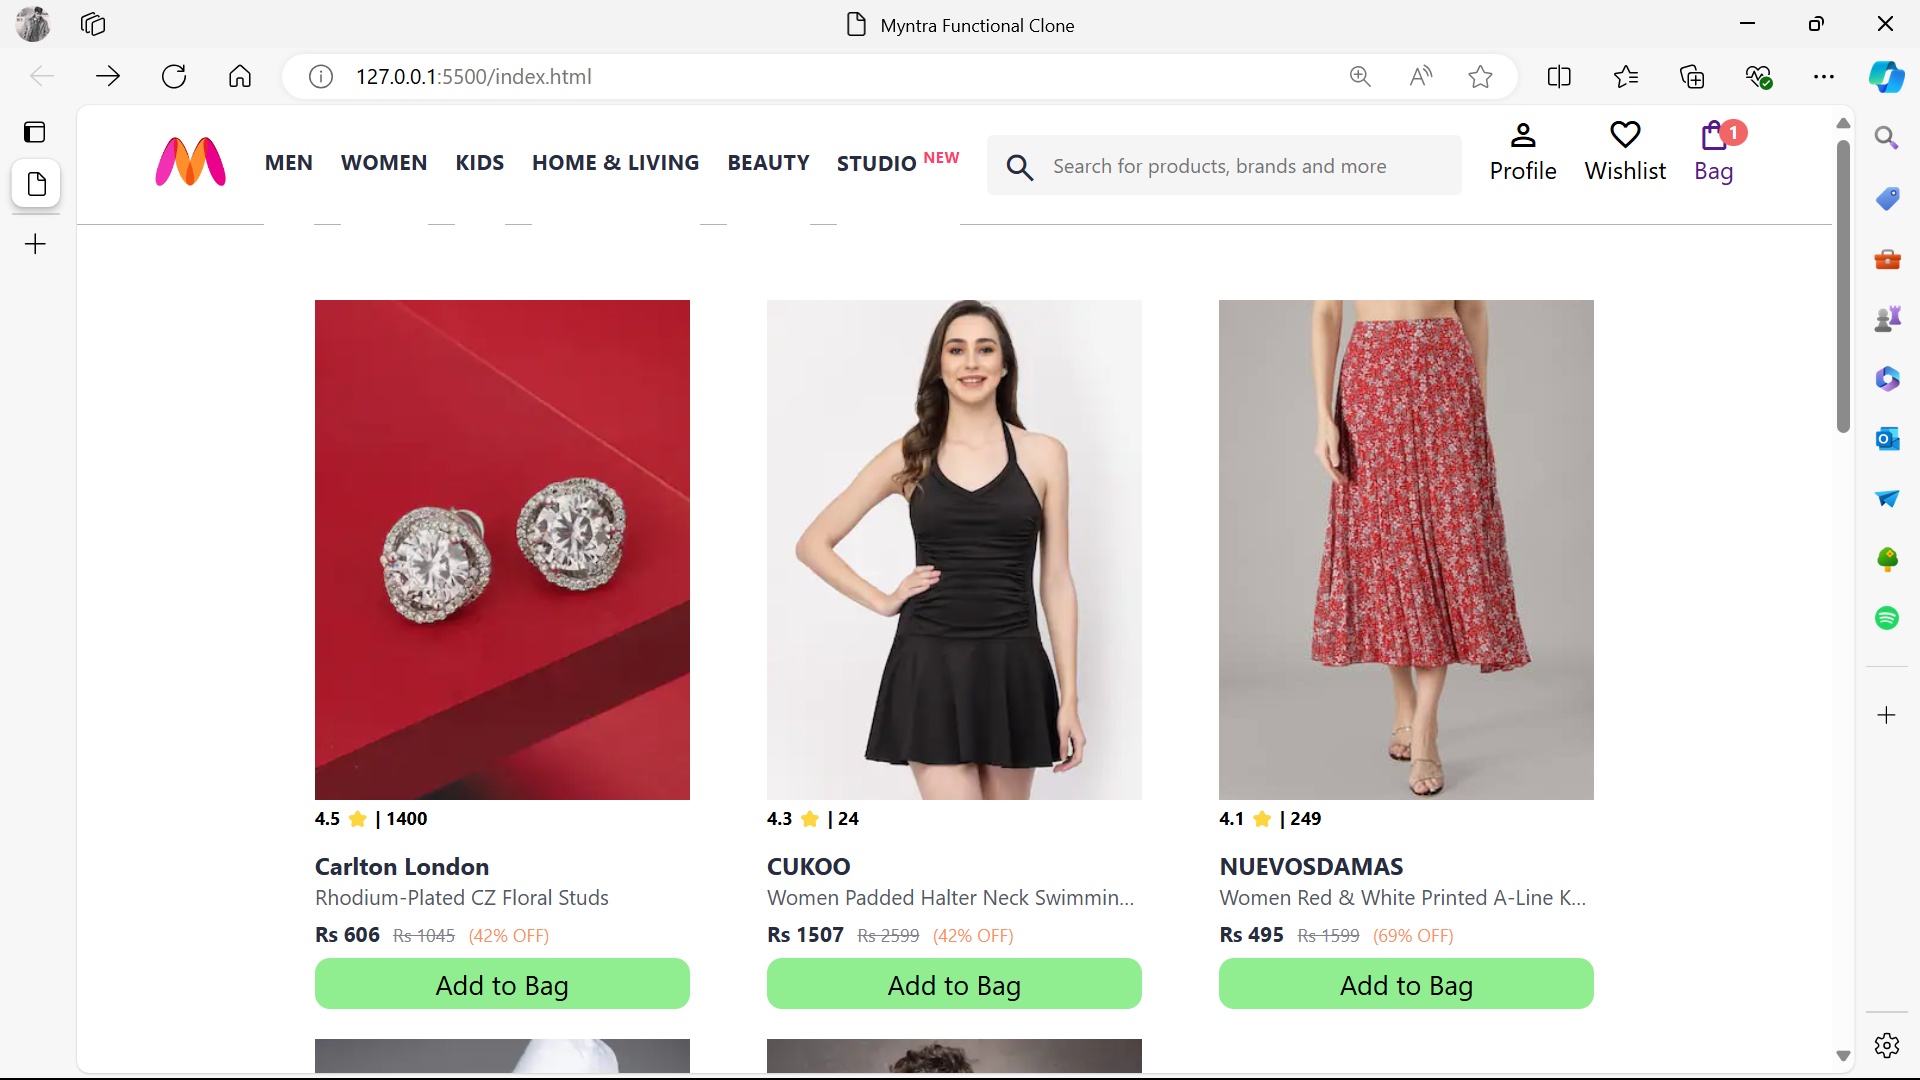 Myntra Functional Clone
127.0.0.1:5500/index.html
MEN WOMEN KIDS HOME & LIVING BEAUTY STUDIO NEW
Search for products, brands and more
Profile Wishlist Bag 1
4.5 | 1400
Carlton London
Rhodium-Plated CZ Floral Studs
Rs 606 Rs 1045 (42% OFF)
Add to Bag
4.3 | 24
CUKOO
Women Padded Halter Neck Swimmin...
Rs 1507 Rs 2599 (42% OFF)
Add to Bag
4.1 | 249
NUEVOSDAMAS
Women Red & White Printed A-Line K...
Rs 495 Rs 1599 (69% OFF)
Add to Bag